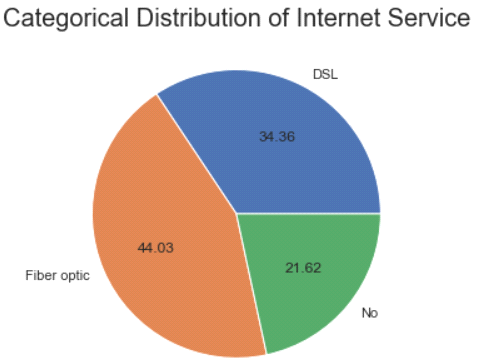 Categorical Distribution of Internet Service
DSL
34.36
44.03
Fiber optic
21.62
No